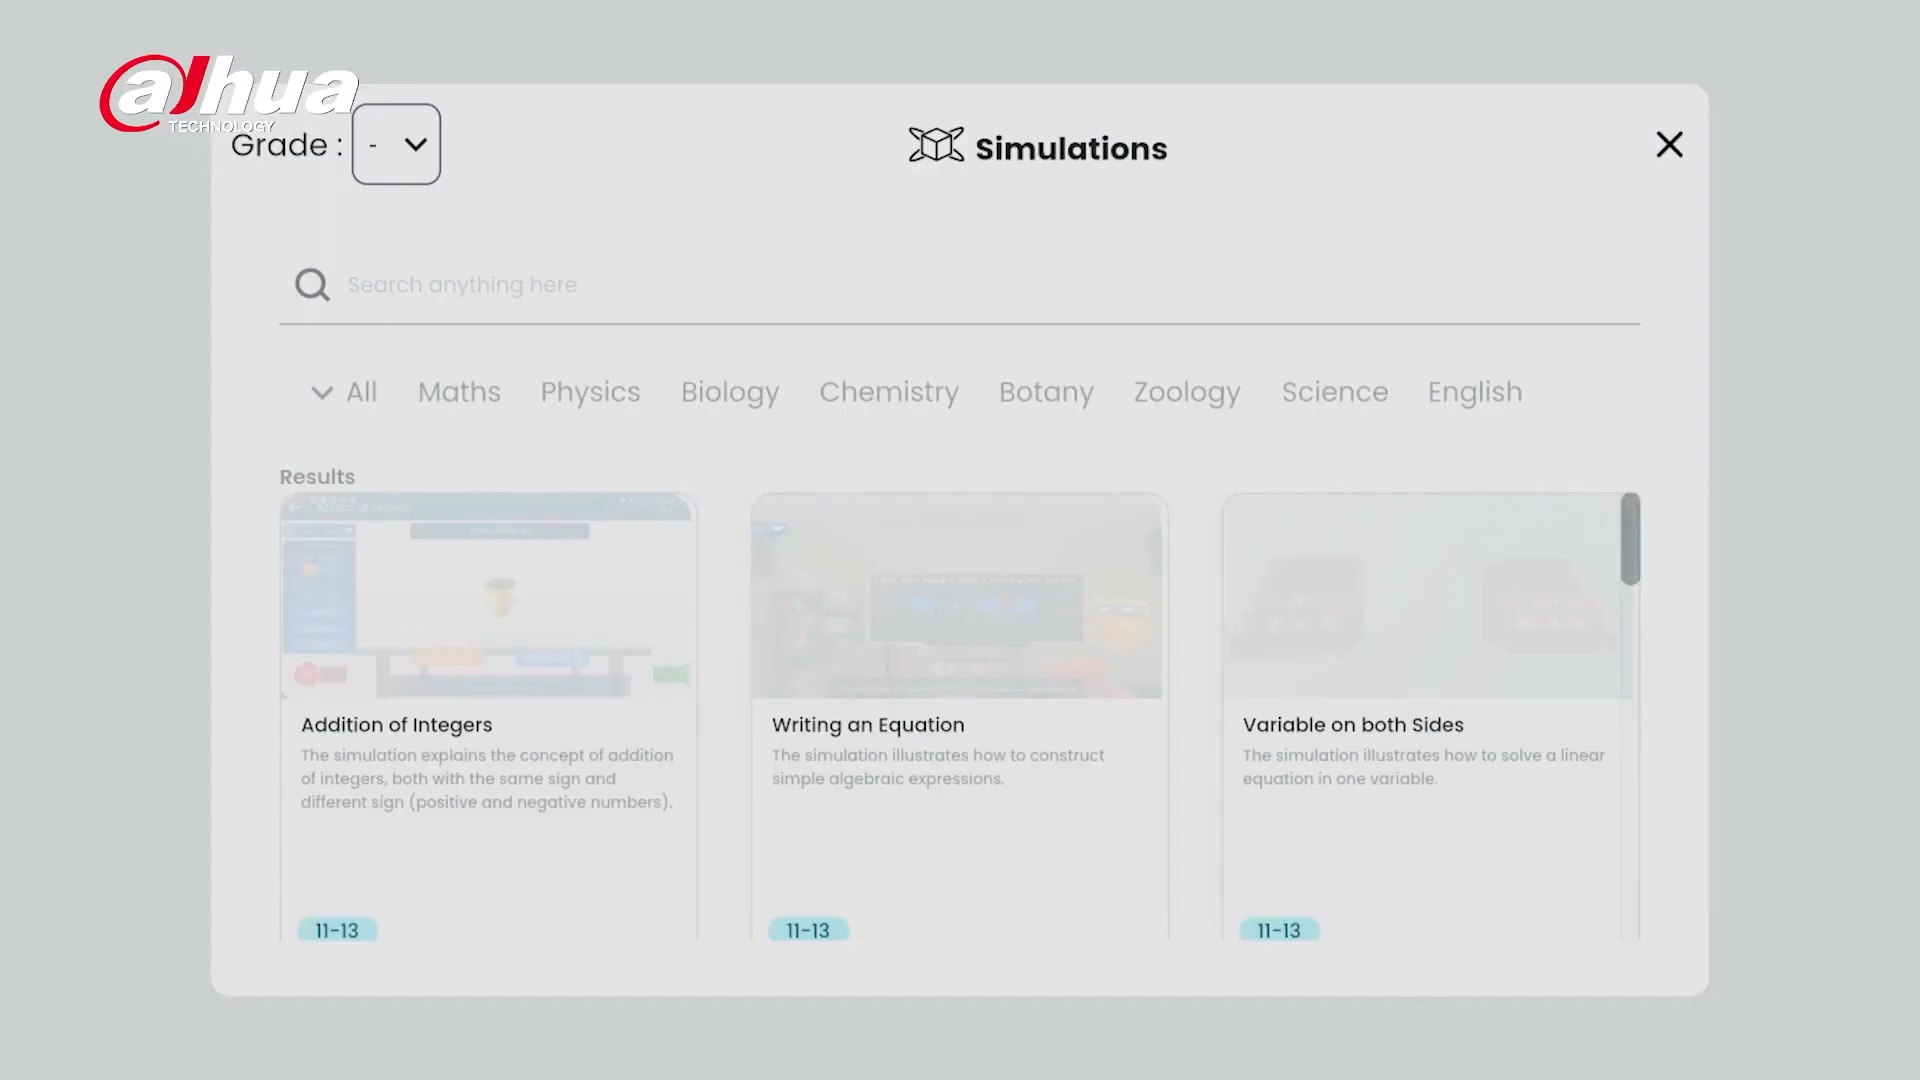 alhua
TECHNOLOGY
Grade : -
Simulations
Search anything here
All Maths Physics Biology Chemistry Botany Zoology Science English
Results
Addition of Integers
Addition of Integers
The simulation explains the concept of addition
of integers, both with the same sign and
different sign (positive and negative numbers).
11-13
Writing an Equation
The simulation illustrates how to construct
simple algebraic expressions.
11-13
Variable on both Sides
The simulation illustrates how to solve a linear
equation in one variable.
11-13